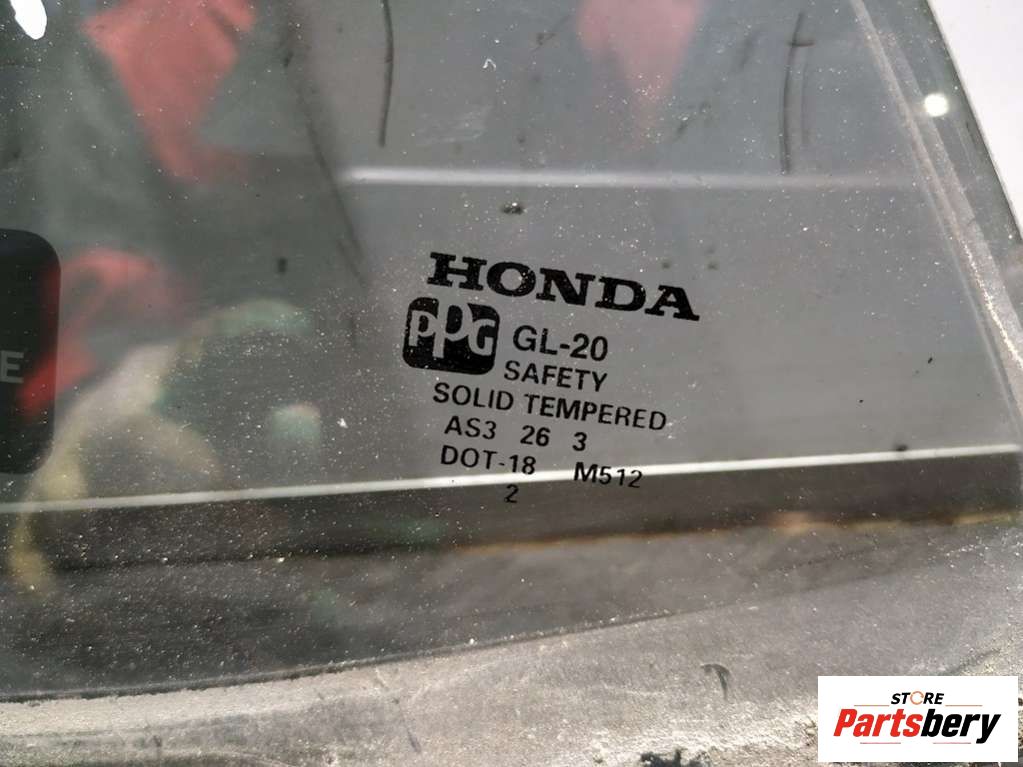 HONDA
PPG GL-20
SAFETY
SOLID TEMPERED
AS3 26 3
DOT-18 M512
2
E
STORE
Partsbery